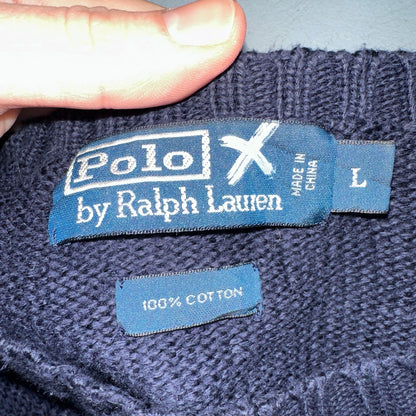 Polo
by Ralph Lauren
MADE IN
CHINA
L
100% COTTON